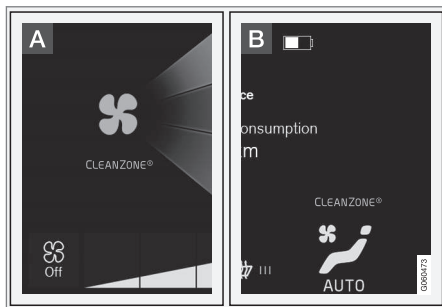 A
CLEANZONE®
Off
B
ce
onsumption
m
CLEANZONE®
AUTO
G060473